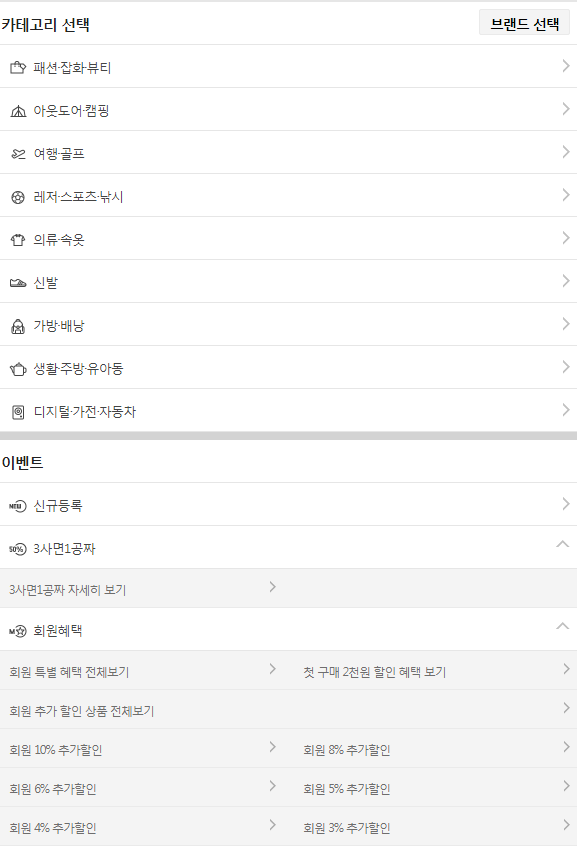 카테고리 선택
브랜드 선택
패션·잡화·뷰티
아웃도어·캠핑
여행·골프
레저·스포츠·낚시
의류·속옷
신발
가방·배낭
생활·주방·유아동
디지털·가전·자동차
이벤트
NEW 신규등록
50% 3사면1공짜
3사면1공짜 자세히 보기
M 회원혜택
회원 특별 혜택 전체보기
첫 구매 2천원 할인 혜택 보기
회원 추가 할인 상품 전체보기
회원 10% 추가할인
회원 8% 추가할인
회원 6% 추가할인
회원 5% 추가할인
회원 4% 추가할인
회원 3% 추가할인